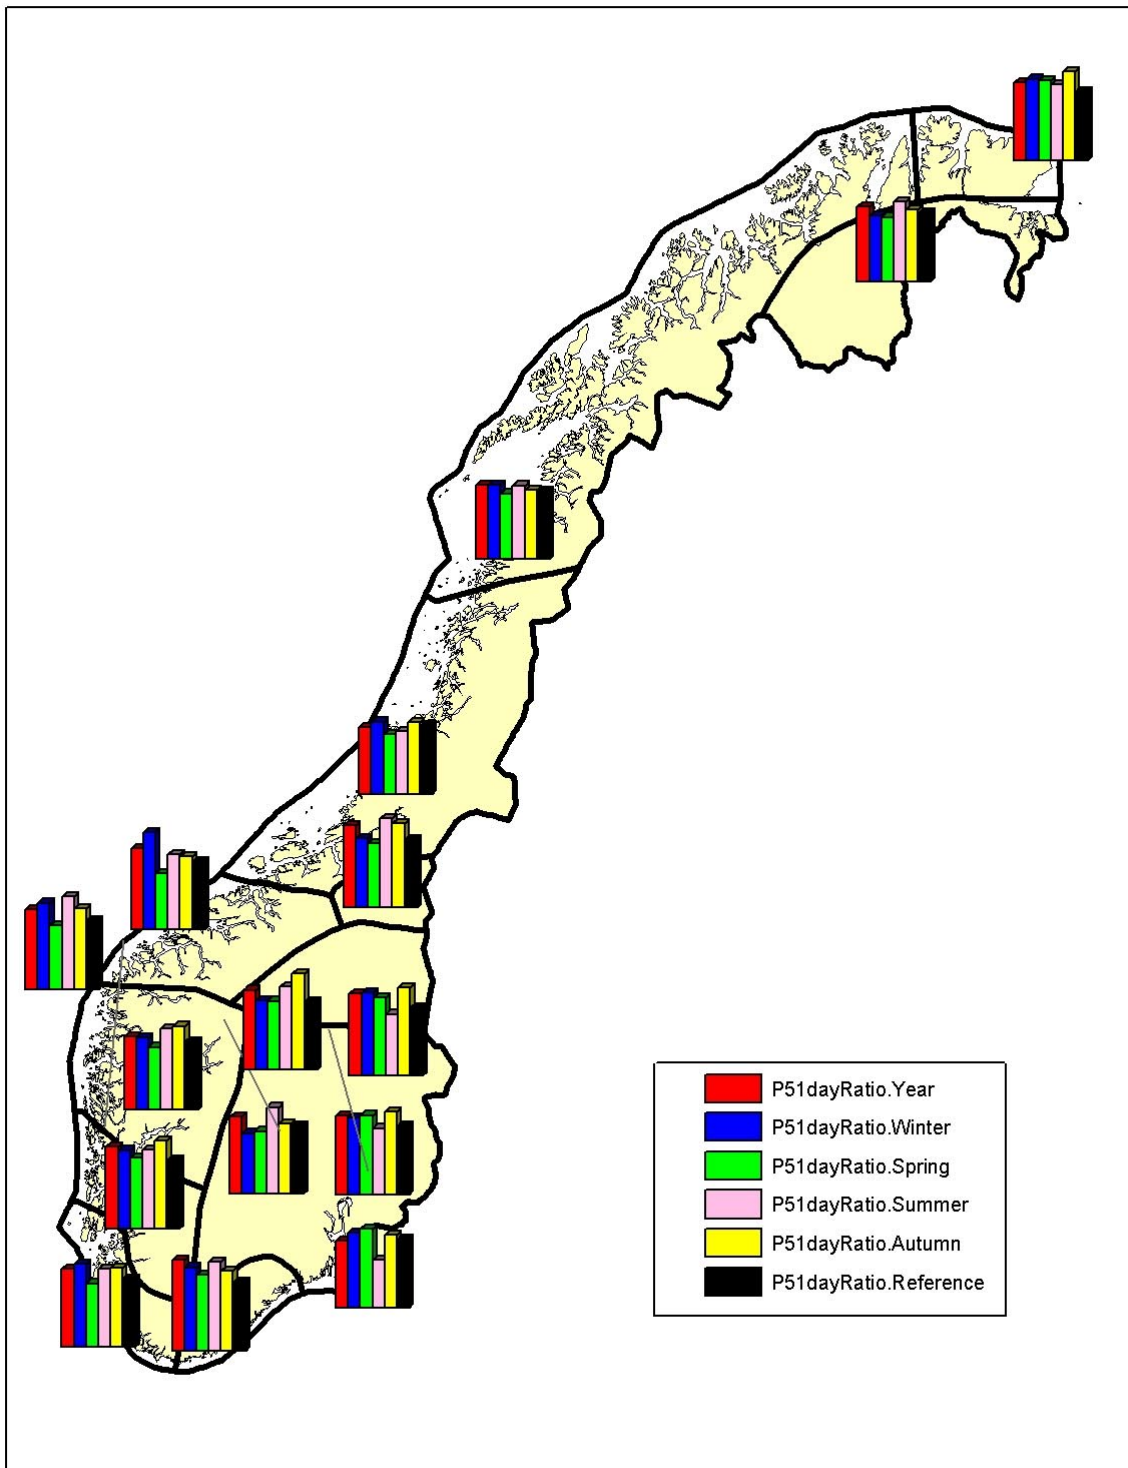 P51dayRatio.Year
P51dayRatio.Winter
P51dayRatio.Spring
P51dayRatio.Summer
P51dayRatio.Autumn
P51dayRatio.Reference